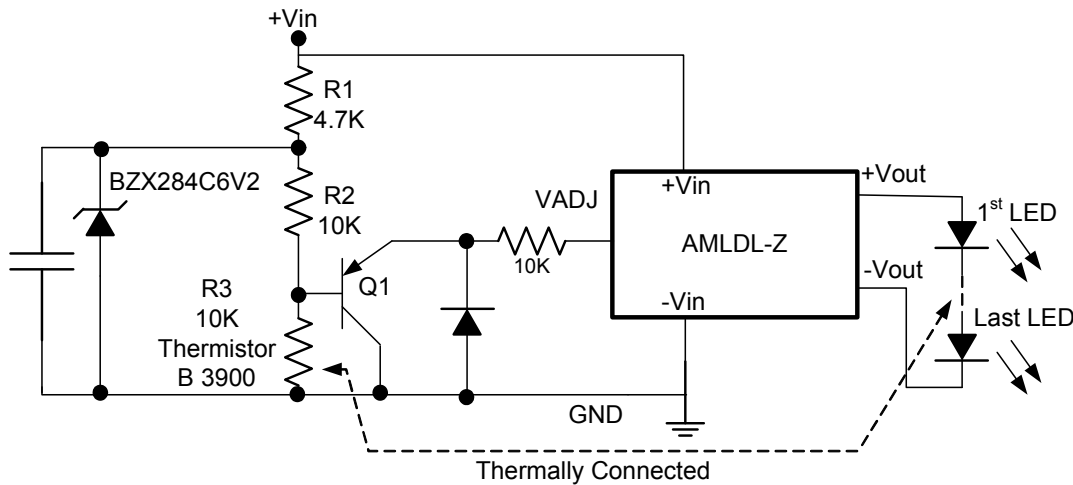 +Vin
R1
4.7K
BZX284C6V2
R2
10K
VADJ
10K
Q1
R3
10K
Thermistor
B 3900
+Vin
AMLDL-Z
-Vin
+Vout
1st LED
-Vout
Last LED
GND
Thermally Connected